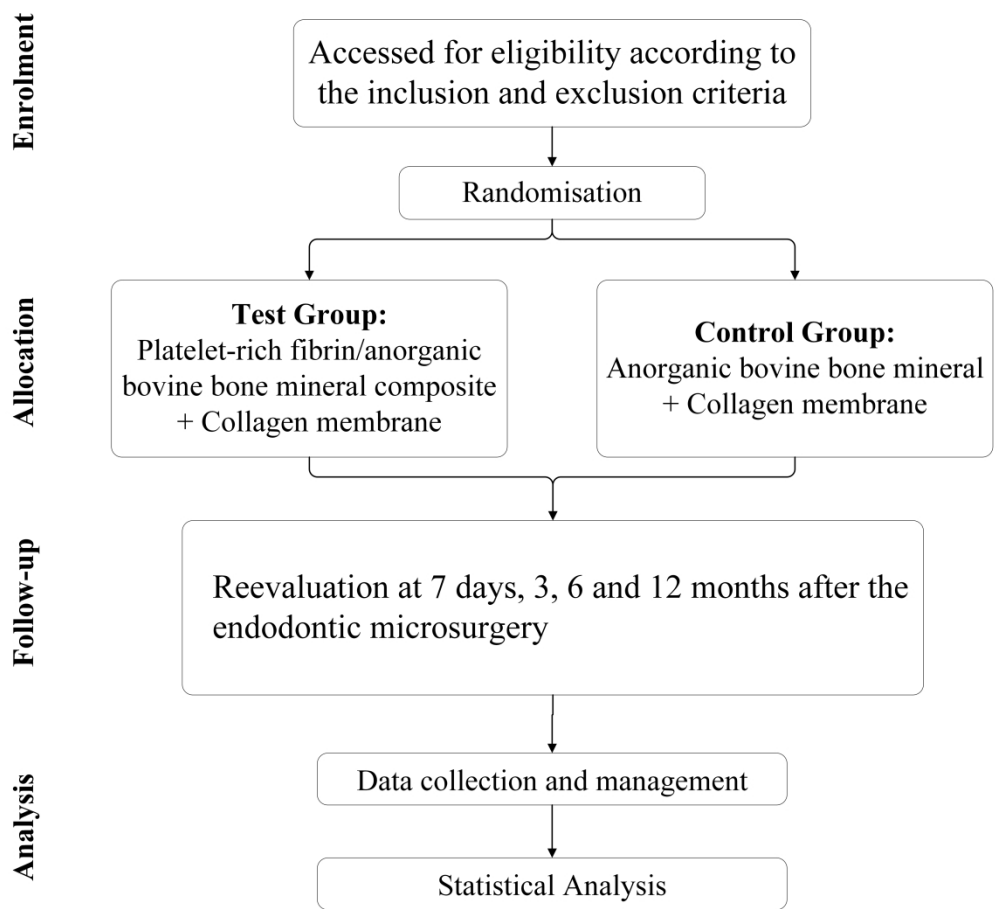 Enrolment
Accessed for eligibility according to
the inclusion and exclusion criteria
Randomisation
Allocation
Test Group:
Platelet-rich fibrin/anorganic
bovine bone mineral composite
+ Collagen membrane
Control Group:
Anorganic bovine bone mineral
+ Collagen membrane
Follow-up
Reevaluation at 7 days, 3, 6 and 12 months after the
endodontic microsurgery
Analysis
Data collection and management
Statistical Analysis